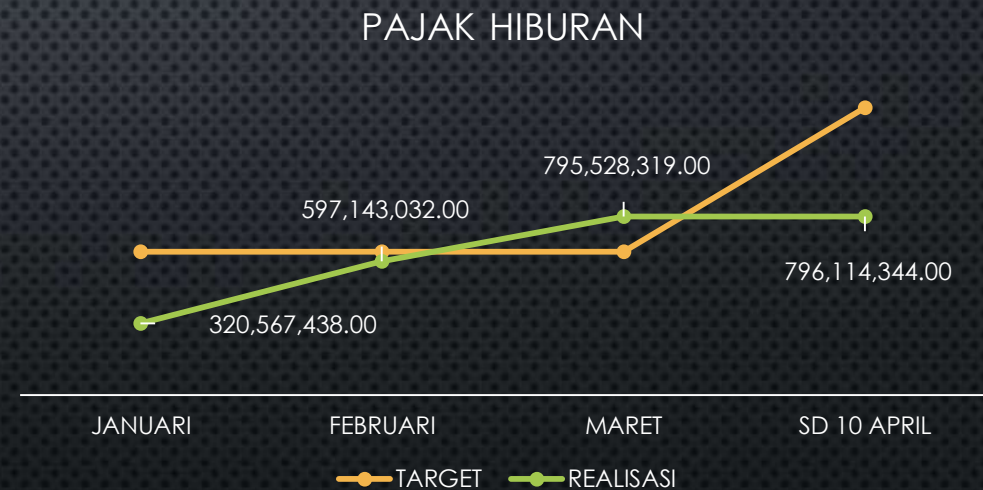 PAJAK HIBURAN
795,528,319.00
597,143,032.00
796,114,344.00
320,567,438.00
JANUARI FEBRUARI MARET SD 10 APRIL
TARGET REALISASI